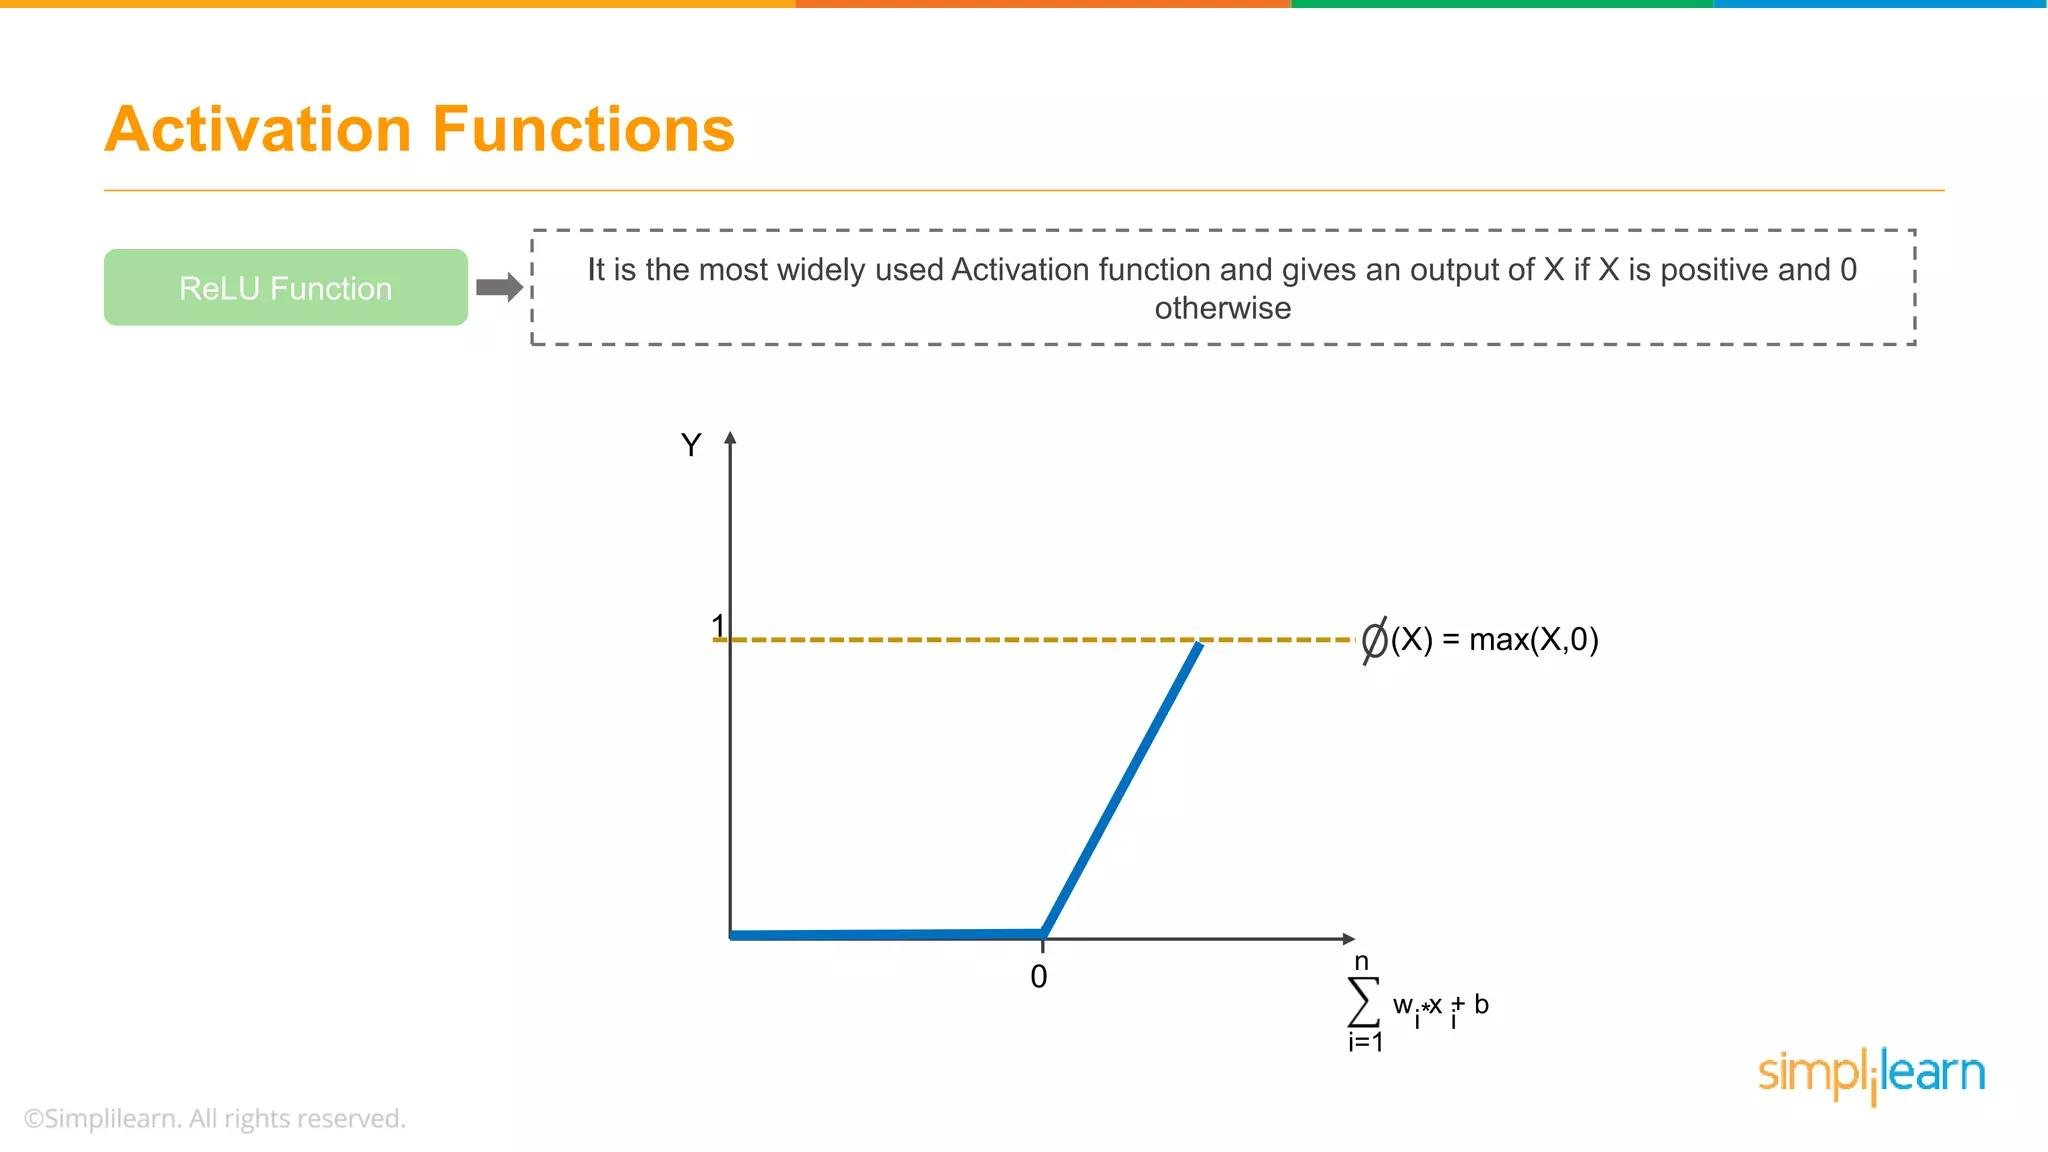 Activation Functions
ReLU Function
It is the most widely used Activation function and gives an output of X if X is positive and 0
otherwise
Y
1
∅(X) = max(X,0)
0
n
∑ wi*xi+ b
i=1
simplilearn
©Simplilearn. All rights reserved.